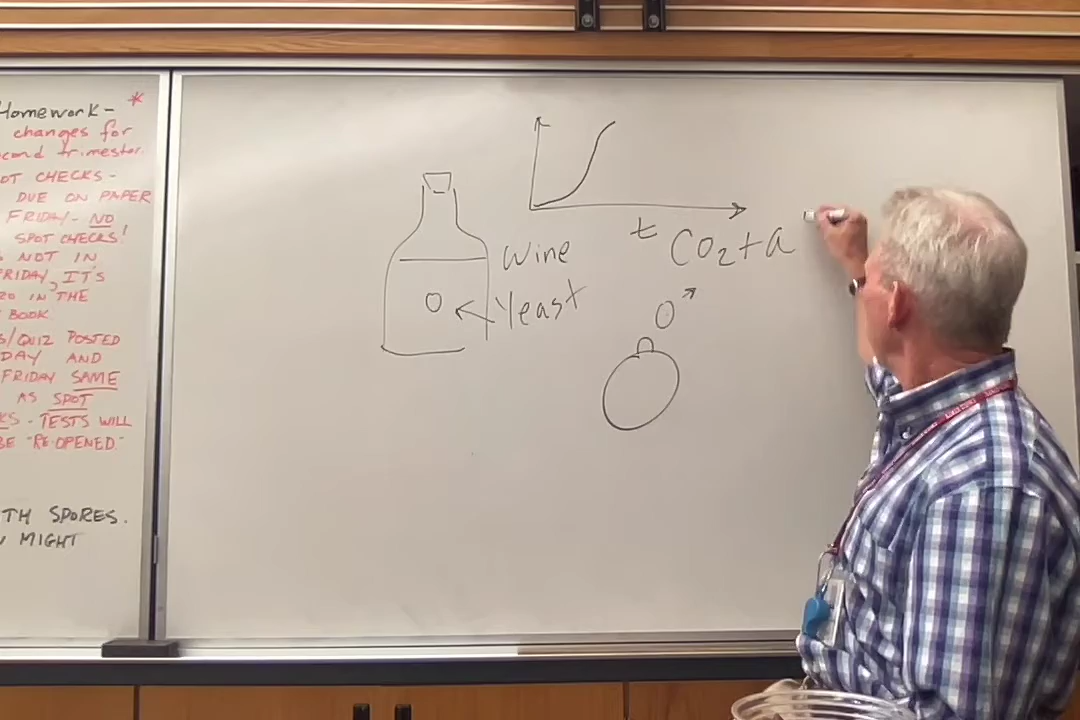 Homework- *
changes for
cond trimester.
OT CHECKS-
DUE ON PAPER
FRIDAY- NO
SPOT CHECKS!
NOT IN
RIDAY, IT'S
IN THE
BOOK
S/QUIZ POSTED
DAY AND
FRIDAY SAME
AS SPOT
KS - TESTS WILL
BE "RE-OPENED."
TH SPORES.
MIGHT
t
CO2+a
Wine
Yeast